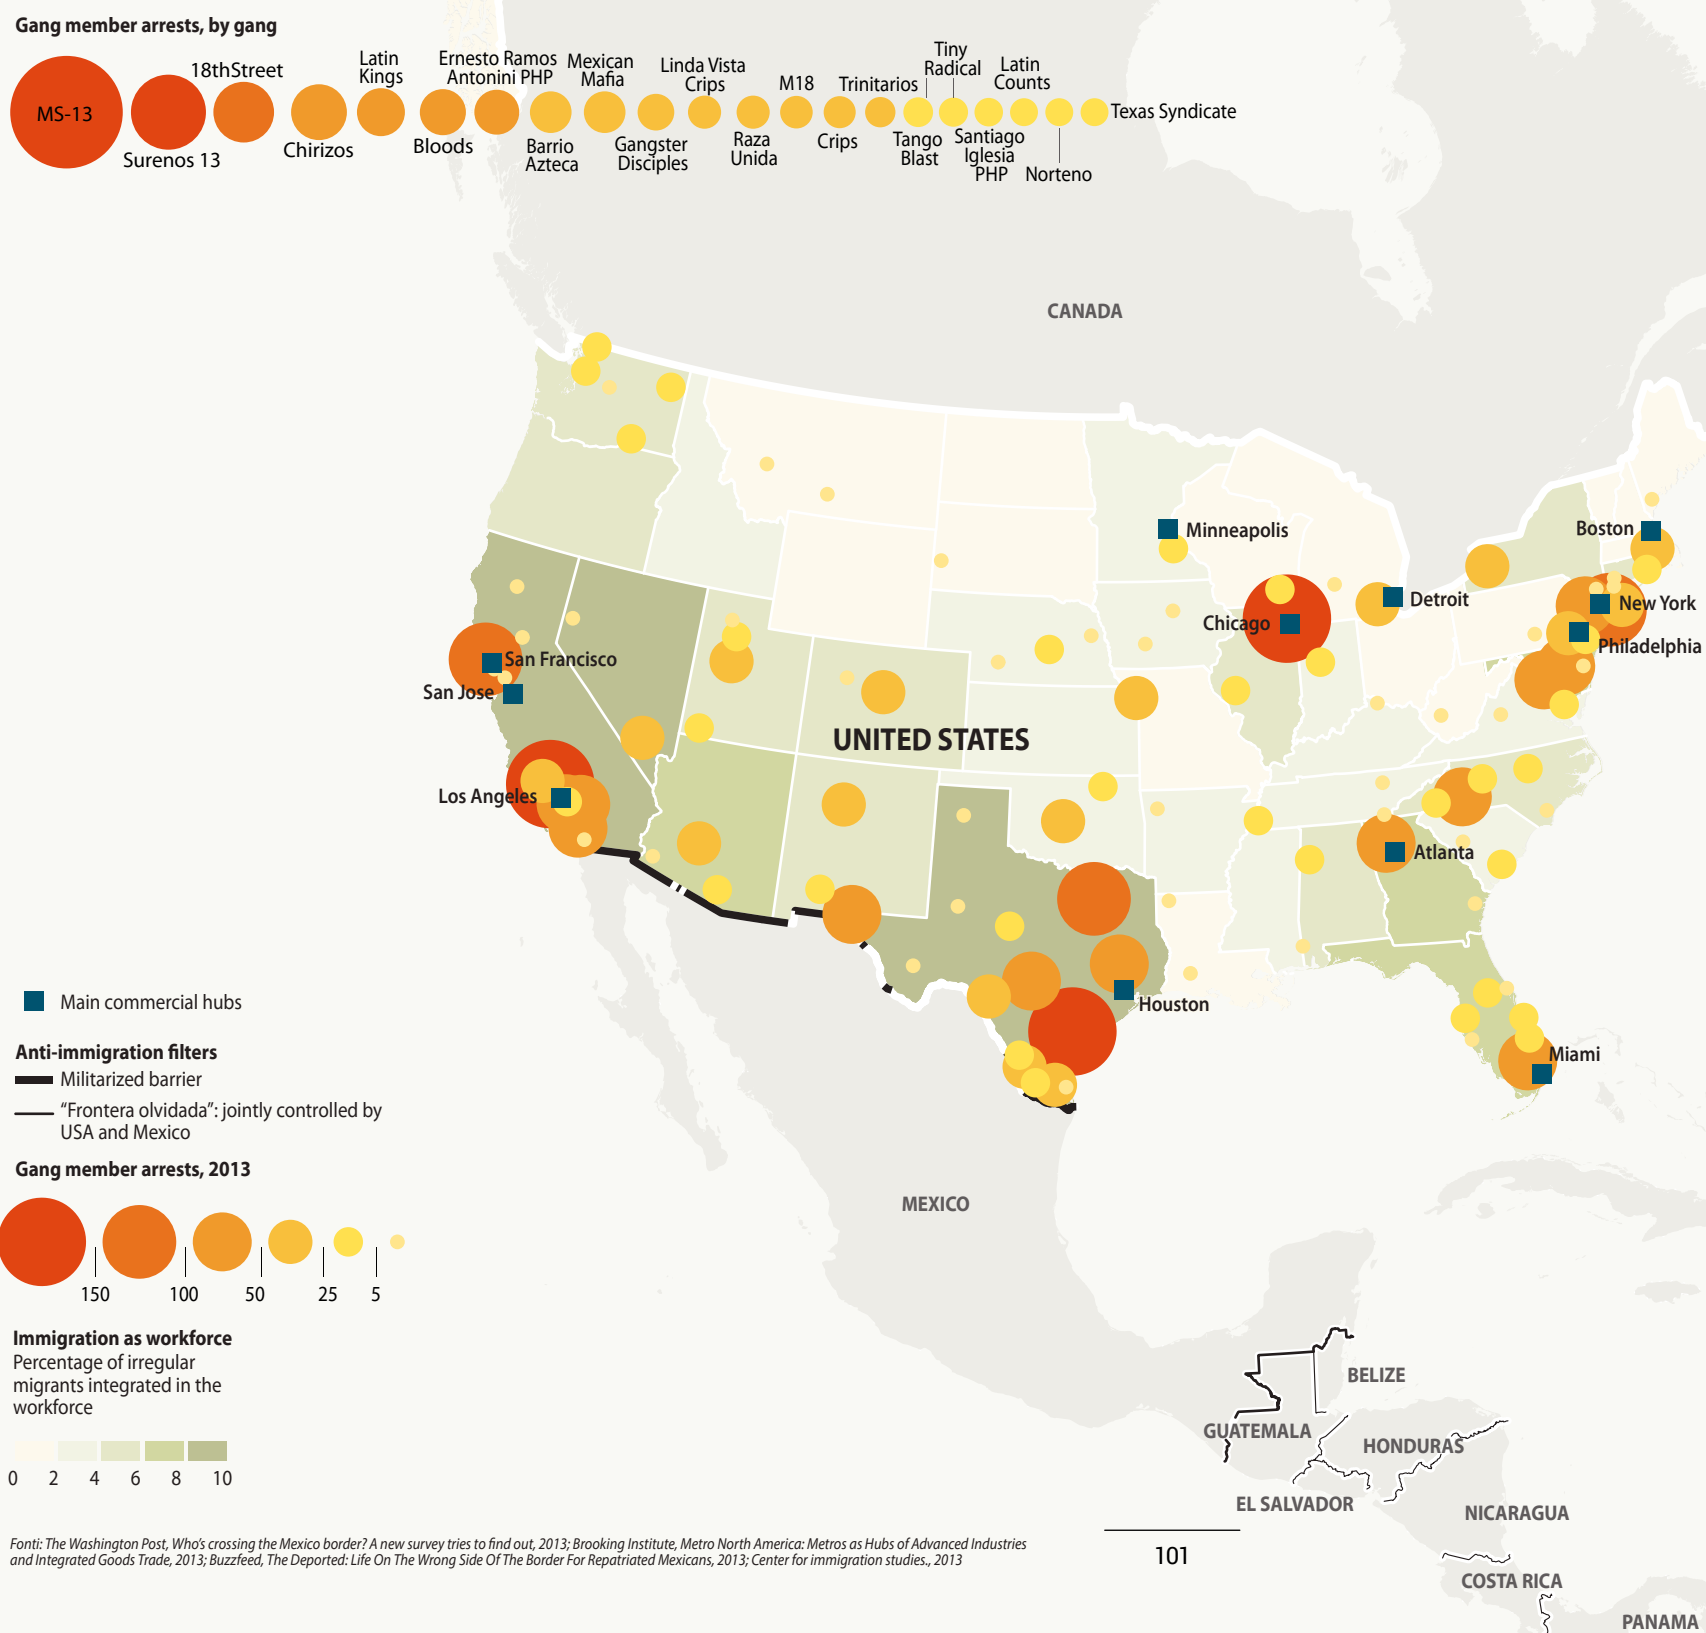 Gang member arrests, by gang
MS-13
Surenos 13
18thStreet
Chirizos
Latin
Kings
Bloods
Ernesto Ramos
Antonini PHP
Barrio
Azteca
Mexican
Mafia
Gangster
Disciples
Linda Vista
Crips
Raza
Unida
M18
Crips
Trinitarios
Tango
Blast
Tiny
Radical
Santiago
Iglesia
PHP
Latin
Counts
Norteno
Texas Syndicate
CANADA
Minneapolis
Boston
Detroit
New York
Chicago
Philadelphia
San Francisco
San Jose
UNITED STATES
Los Angeles
Atlanta
Houston
Miami
MEXICO
BELIZE
GUATEMALA
HONDURAS
EL SALVADOR
NICARAGUA
COSTA RICA
PANAMA
Main commercial hubs
Anti-immigration filters
Militarized barrier
“Frontera olvidada”: jointly controlled by
USA and Mexico
Gang member arrests, 2013
150 100 50 25 5
Immigration as workforce
Percentage of irregular
migrants integrated in the
workforce
0 2 4 6 8 10
Fonti: The Washington Post, Who’s crossing the Mexico border? A new survey tries to find out, 2013; Brooking Institute, Metro North America: Metros as Hubs of Advanced Industries
and Integrated Goods Trade, 2013; Buzzfeed, The Deported: Life On The Wrong Side Of The Border For Repatriated Mexicans, 2013; Center for immigration studies., 2013
101